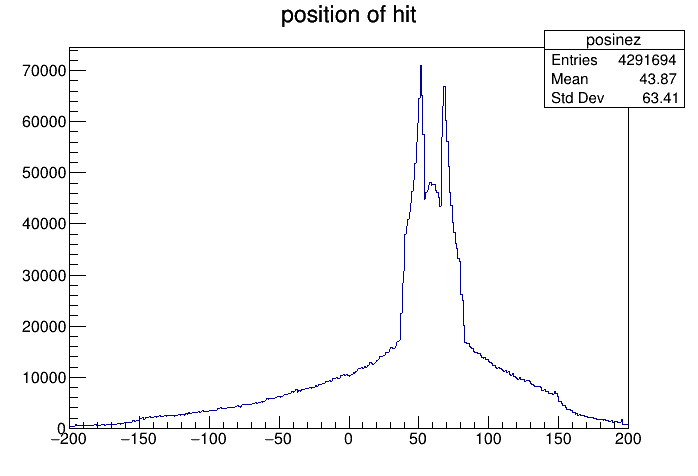 position of hit
posinez
Entries 4291694
Mean 43.87
Std Dev 63.41
70000
60000
50000
40000
30000
20000
10000
0
−200 −150 −100 −50 0 50 100 150 200